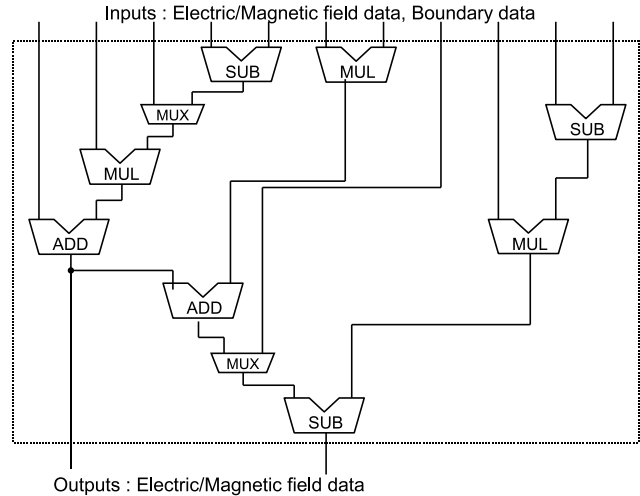 Inputs : Electric/Magnetic field data, Boundary data
SUB
MUL
MUX
SUB
MUL
ADD
MUL
ADD
MUX
SUB
Outputs : Electric/Magnetic field data